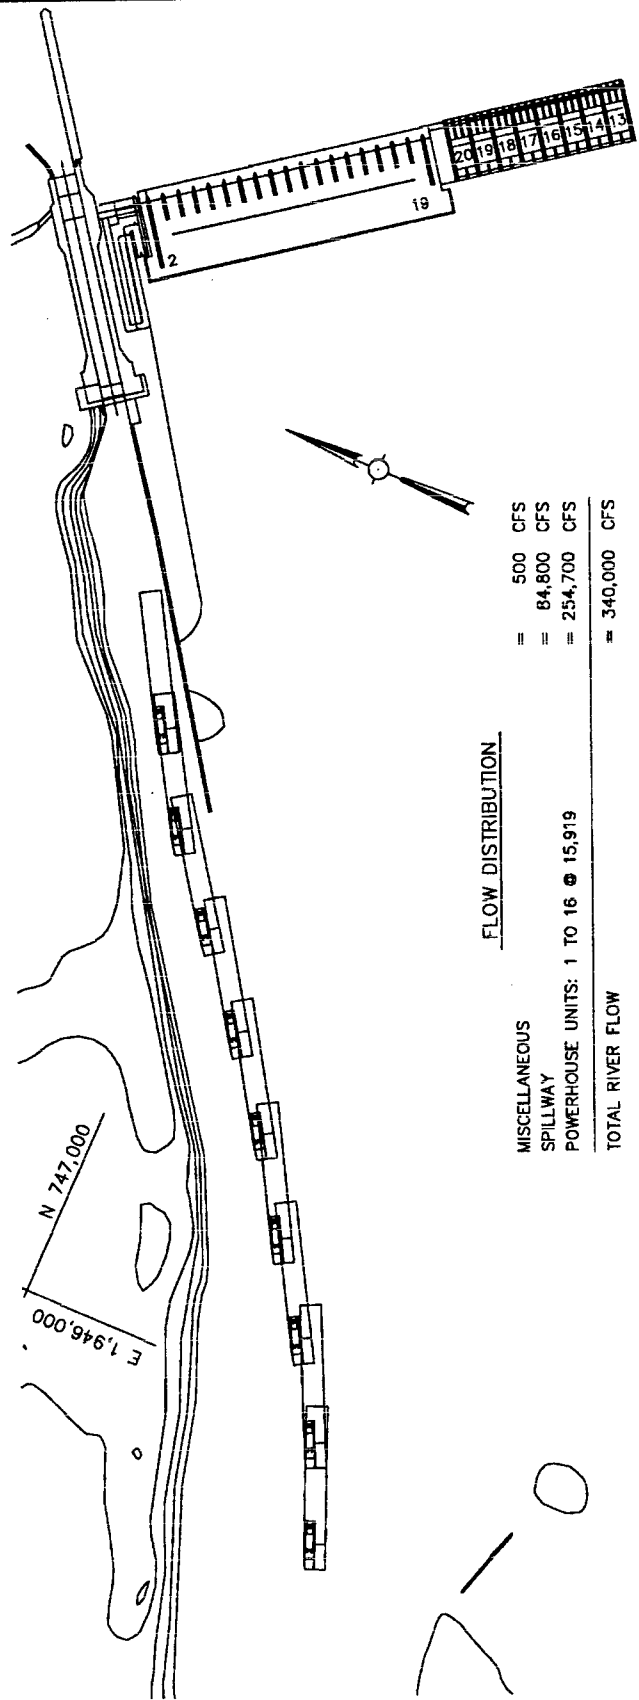 20 19 18 17 16 15 14 13
19
2
N 747,000
E 1,946,000
FLOW DISTRIBUTION
MISCELLANEOUS = 500 CFS
SPILLWAY = 84,800 CFS
POWERHOUSE UNITS: 1 TO 16 @ 15,919 = 254,700 CFS
TOTAL RIVER FLOW = 340,000 CFS